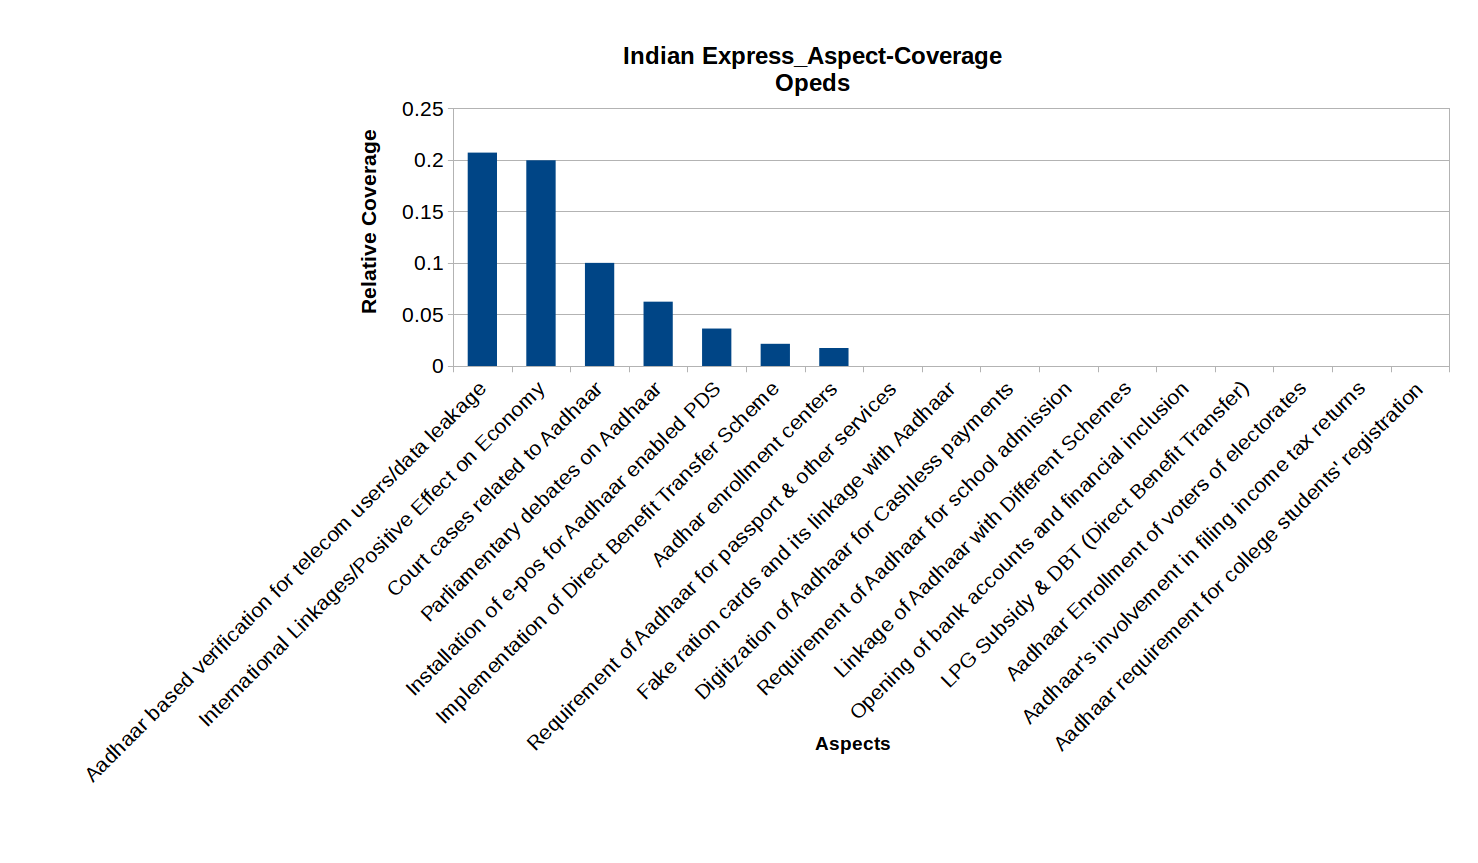 Indian Express_Aspect-Coverage
Opeds
Relative Coverage
0.25
0.2
0.15
0.1
0.05
0
Aadhaar based verification for telecom users/data leakage
International Linkages/Positive Effect on Economy
Court cases related to Aadhaar
Parliamentary debates on Aadhaar
Installation of e-pos for Aadhaar enabled PDS
Implementation of Direct Benefit Transfer Scheme
Aadhar enrollment centers
Requirement of Aadhaar for passport & other services
Fake ration cards and its linkage with Aadhaar
Digitization of Aadhaar for Cashless payments
Requirement of Aadhaar for school admission
Linkage of Aadhaar with Different Schemes
Opening of bank accounts and financial inclusion
LPG Subsidy & DBT (Direct Benefit Transfer)
Aadhaar Enrollment of voters of electorates
Aadhaar's involvement in filing income tax returns
Aadhaar requirement for college students' registration
Aspects